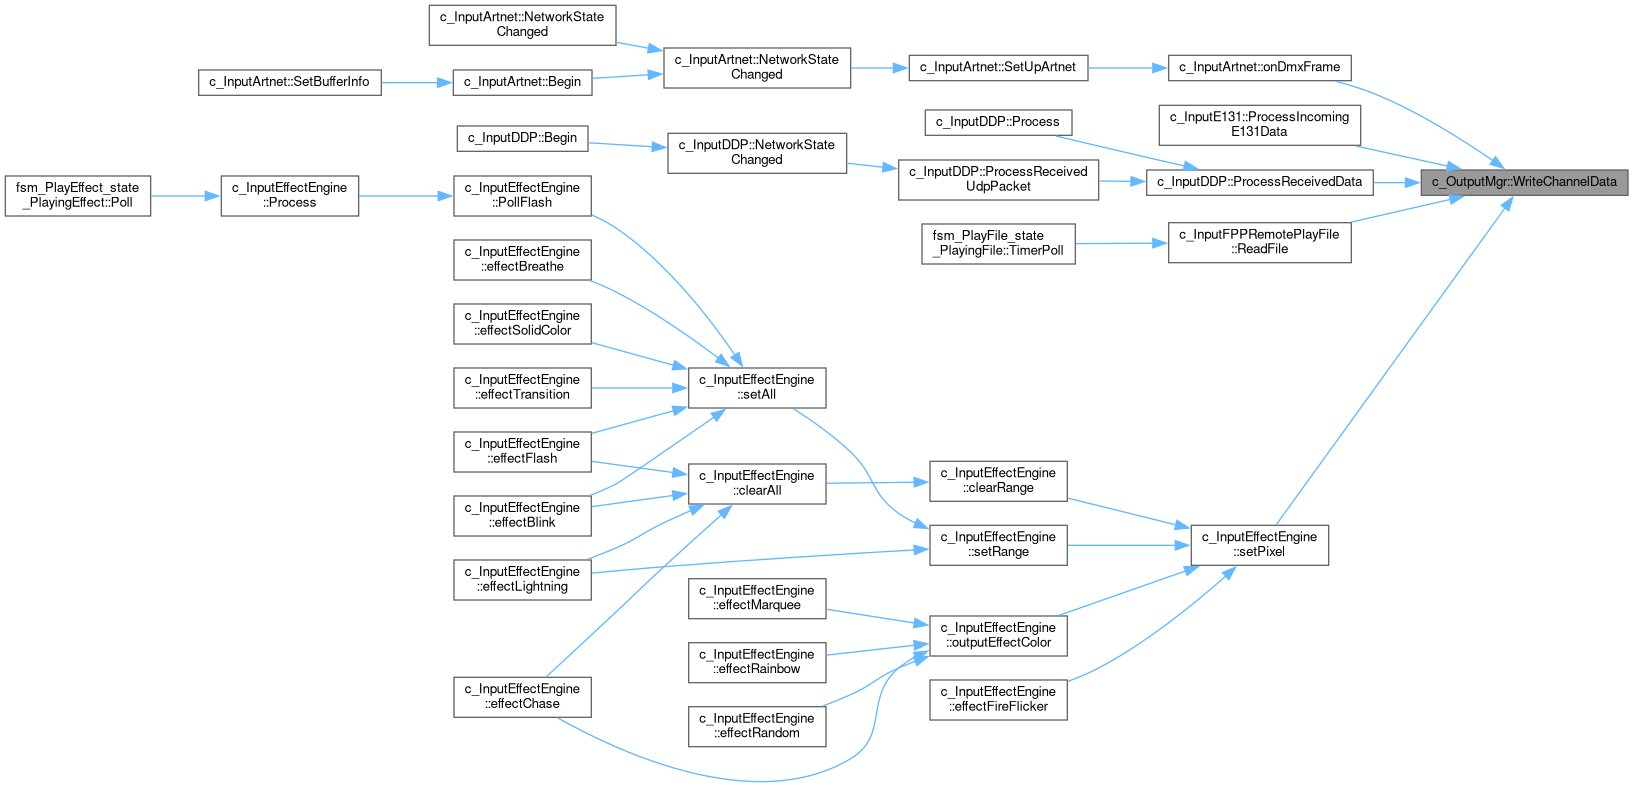 c_InputArtnet::NetworkState
Changed
c_InputArtnet::SetBufferInfo
c_InputArtnet::Begin
c_InputArtnet::NetworkState
Changed
c_InputArtnet::SetUpArtnet
c_InputArtnet::onDmxFrame
c_InputE131::ProcessIncoming
E131Data
c_InputDDP::Process
c_InputDDP::Begin
c_InputDDP::NetworkState
Changed
c_InputDDP::ProcessReceived
UdpPacket
c_InputDDP::ProcessReceivedData
c_OutputMgr::WriteChannelData
fsm_PlayEffect_state
_PlayingEffect::Poll
c_InputEffectEngine
::Process
c_InputEffectEngine
::PollFlash
fsm_PlayFile_state
_PlayingFile::TimerPoll
c_InputFPPRemotePlayFile
::ReadFile
c_InputEffectEngine
::effectBreathe
c_InputEffectEngine
::effectSolidColor
c_InputEffectEngine
::effectTransition
c_InputEffectEngine
::setAll
c_InputEffectEngine
::effectFlash
c_InputEffectEngine
::clearAll
c_InputEffectEngine
::clearRange
c_InputEffectEngine
::effectBlink
c_InputEffectEngine
::setRange
c_InputEffectEngine
::setPixel
c_InputEffectEngine
::effectLightning
c_InputEffectEngine
::effectMarquee
c_InputEffectEngine
::outputEffectColor
c_InputEffectEngine
::effectRainbow
c_InputEffectEngine
::effectChase
c_InputEffectEngine
::effectFireFlicker
c_InputEffectEngine
::effectRandom